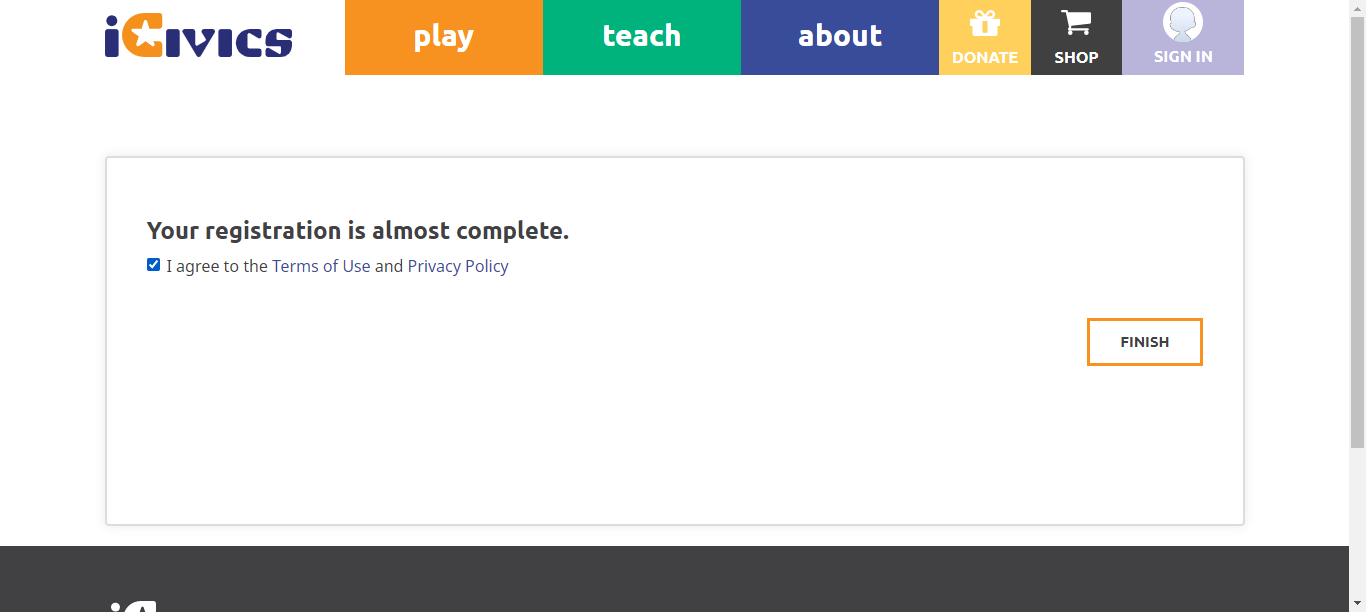 iCivics
play
teach
about
DONATE
SHOP
SIGN IN
Your registration is almost complete.
I agree to the Terms of Use and Privacy Policy
FINISH